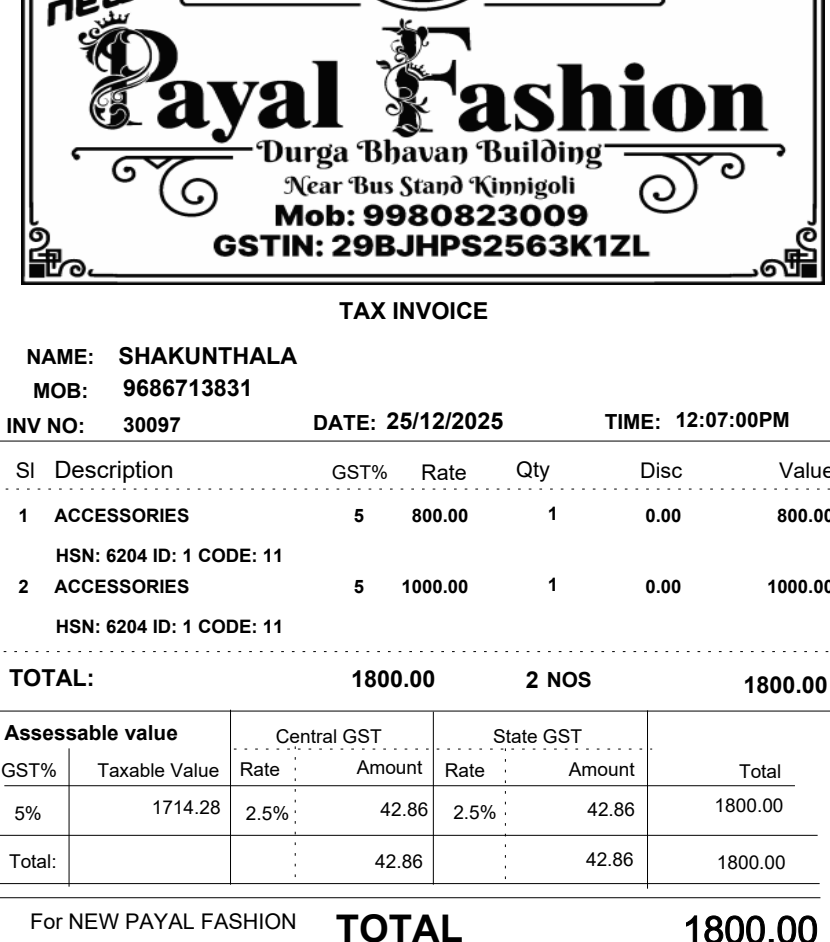 new
Payal Fashion
Durga Bhavan Building
Near Bus Stand Kinnigoli
Mob: 9980823009
GSTIN: 29BJHPS2563K1ZL
TAX INVOICE
NAME: SHAKUNTHALA
MOB: 9686713831
INV NO: 30097 DATE: 25/12/2025 TIME: 12:07:00PM
Sl Description GST% Rate Qty Disc Value
1 ACCESSORIES 5 800.00 1 0.00 800.00
HSN: 6204 ID: 1 CODE: 11
2 ACCESSORIES 5 1000.00 1 0.00 1000.00
HSN: 6204 ID: 1 CODE: 11
TOTAL: 1800.00 2 NOS 1800.00
Assessable value Central GST State GST
GST% Taxable Value Rate Amount Rate Amount Total
5% 1714.28 2.5% 42.86 2.5% 42.86 1800.00
Total: 42.86 42.86 1800.00
For NEW PAYAL FASHION TOTAL 1800.00